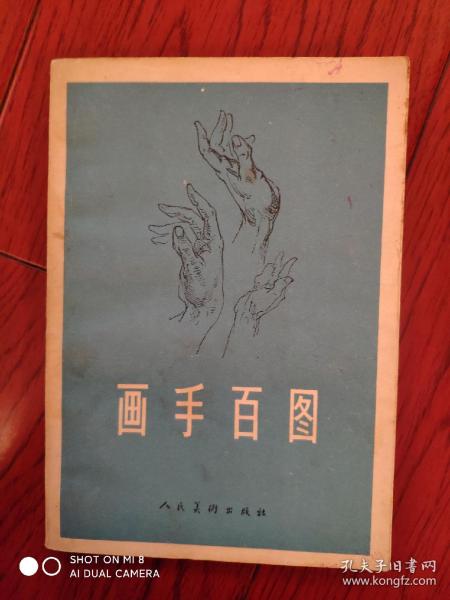 画手百图
人民美術出版社
SHOT ON MI 8
AI DUAL CAMERA
孔夫子旧书网
www.kongfz.com